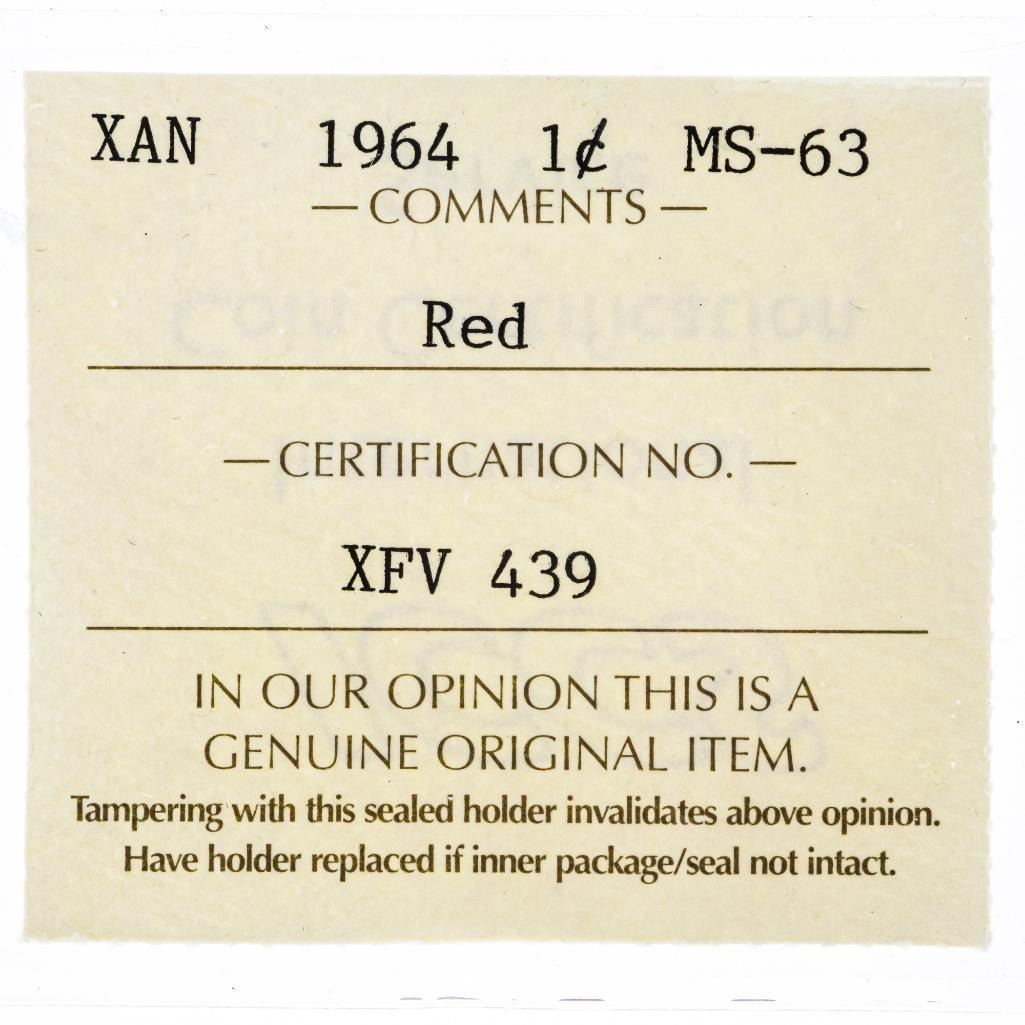 XAN 1964 1¢ MS-63
— COMMENTS —
Red
— CERTIFICATION NO. —
XFV 439
IN OUR OPINION THIS IS A
GENUINE ORIGINAL ITEM.
Tampering with this sealed holder invalidates above opinion.
Have holder replaced if inner package/seal not intact.